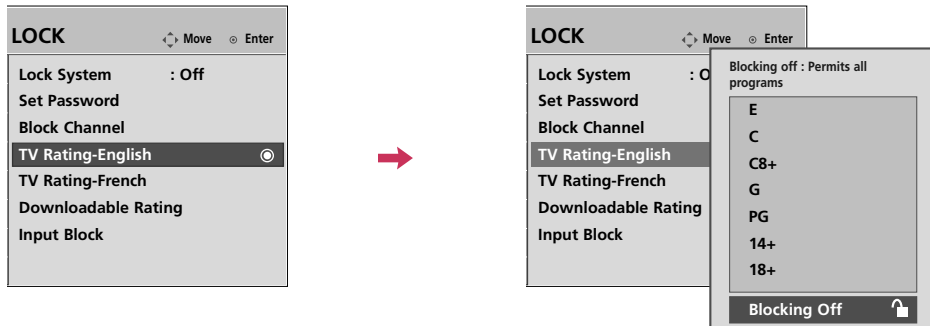 LOCK Move Enter
Lock System : Off
Set Password
Block Channel
TV Rating-English
TV Rating-French
Downloadable Rating
Input Block
LOCK Move Enter
Lock System : O
Set Password
Block Channel
TV Rating-English
TV Rating-French
Downloadable Rating
Input Block
Blocking off : Permits all
programs
E
C
C8+
G
PG
14+
18+
Blocking Off